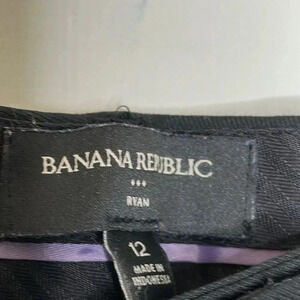 BANANA REPUBLIC
RYAN
12
MADE IN
INDONESIA